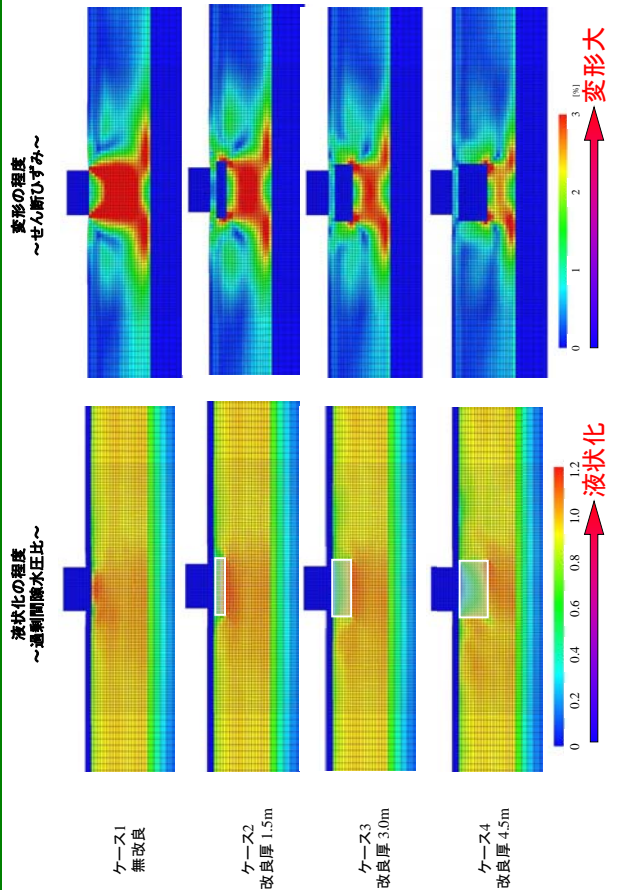 液状化の程度
～過剰間隙水圧比～
変形の程度
～せん断ひずみ～
ケース1
無改良
ケース2
改良厚 1.5m
ケース3
改良厚 3.0m
ケース4
改良厚 4.5m
0 0.2 0.4 0.6 0.8 1.0 1.2
液状化
0 1 2 3 [%]
変形大